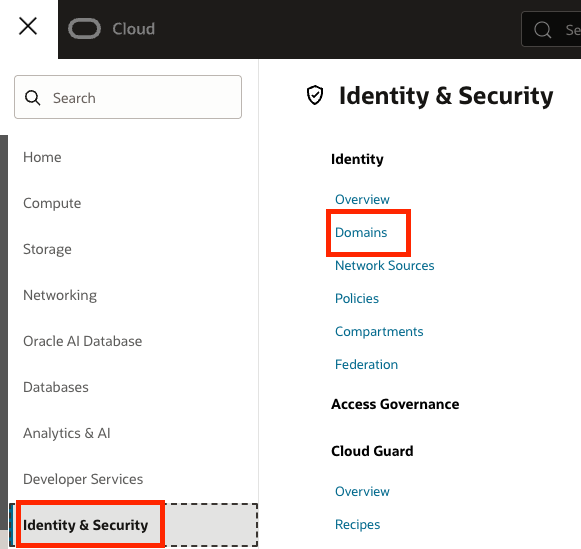 Cloud
Se
Search
Home
Compute
Storage
Networking
Oracle AI Database
Databases
Analytics & AI
Developer Services
Identity & Security
Identity & Security
Identity
Overview
Domains
Network Sources
Policies
Compartments
Federation
Access Governance
Cloud Guard
Overview
Recipes